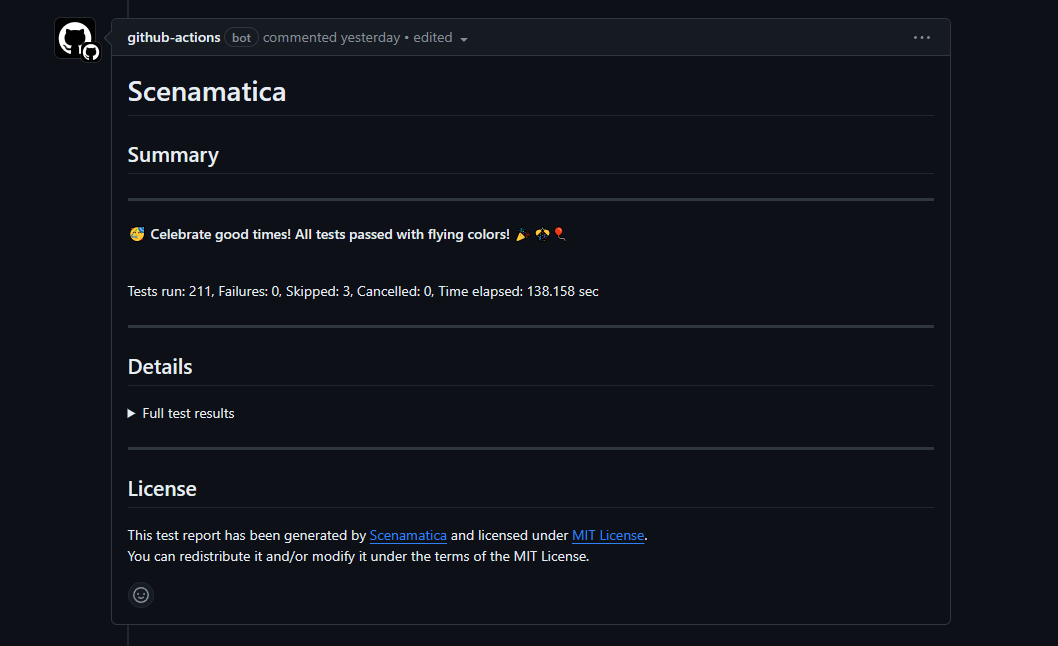 github-actions bot commented yesterday • edited
Scenamatica
Summary
🥳 Celebrate good times! All tests passed with flying colors! 🎉 🎊 🎈
Tests run: 211, Failures: 0, Skipped: 3, Cancelled: 0, Time elapsed: 138.158 sec
Details
Full test results
License
This test report has been generated by Scenamatica and licensed under MIT License.
You can redistribute it and/or modify it under the terms of the MIT License.